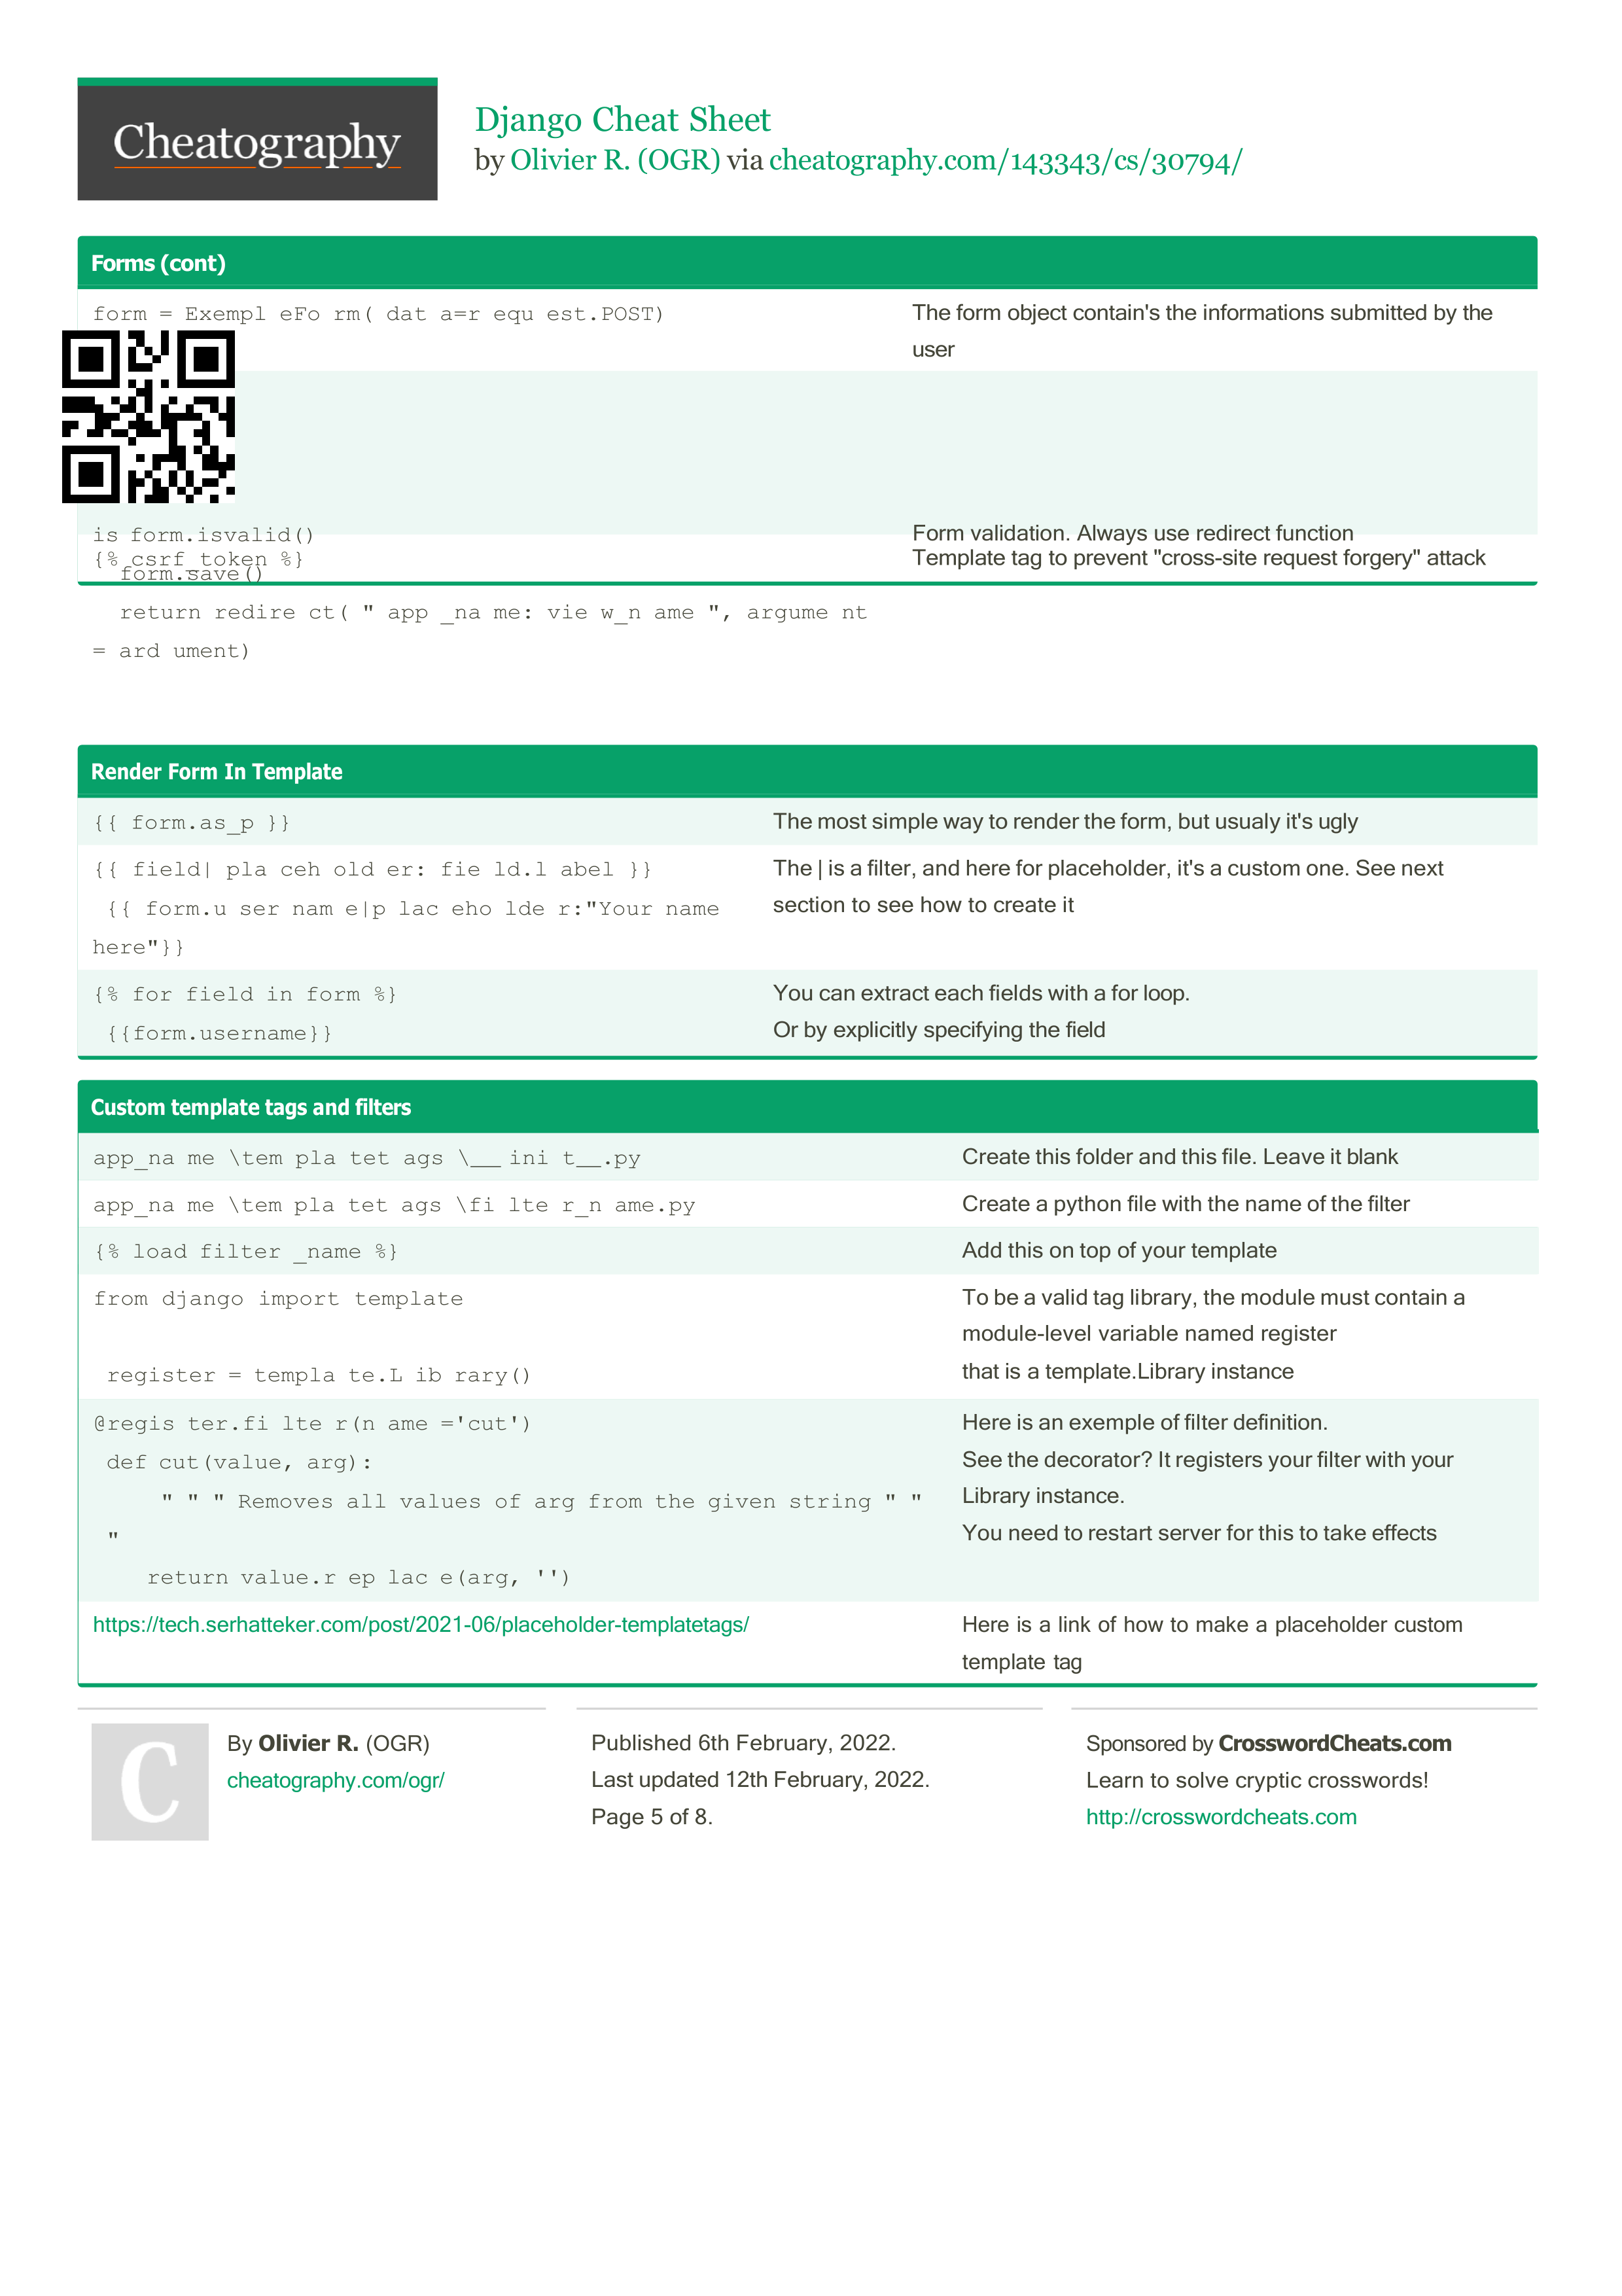 Cheatography
Django Cheat Sheet
by Olivier R. (OGR) via cheatography.com/143343/cs/30794/
Forms (cont)
form = Exempl eFo rm( dat a=r equ est.POST)
The form object contain's the informations submitted by the
user
is form.isvalid()
Form validation. Always use redirect function
{% csrf_token %}
Template tag to prevent "cross-site request forgery" attack
form.save()
return redire ct( " app _na me: vie w_n ame ", argume nt
= ard ument)
Render Form In Template
{{ form.as_p }}
The most simple way to render the form, but usualy it's ugly
{{ field| pla ceh old er: fie ld.l abel }}
{{ form.u ser nam e|p lac eho lde r:"Your name
here"}}
The | is a filter, and here for placeholder, it's a custom one. See next
section to see how to create it
{% for field in form %}
{{form.username}}
You can extract each fields with a for loop.
Or by explicitly specifying the field
Custom template tags and filters
app_na me \tem pla tet ags \__ ini t__.py
Create this folder and this file. Leave it blank
app_na me \tem pla tet ags \fi lte r_n ame.py
Create a python file with the name of the filter
{% load filter _name %}
Add this on top of your template
from django import template
register = templa te.L ib rary()
To be a valid tag library, the module must contain a
module-level variable named register
that is a template.Library instance
@regis ter.fi lte r(n ame ='cut')
def cut(value, arg):
" " " Removes all values of arg from the given string " "
"
return value.r ep lac e(arg, '')
Here is an exemple of filter definition.
See the decorator? It registers your filter with your
Library instance.
You need to restart server for this to take effects
https://tech.serhatteker.com/post/2021-06/placeholder-templatetags/
Here is a link of how to make a placeholder custom
template tag
C
By Olivier R. (OGR)
cheatography.com/ogr/
Published 6th February, 2022.
Last updated 12th February, 2022.
Page 5 of 8.
Sponsored by CrosswordCheats.com
Learn to solve cryptic crosswords!
http://crosswordcheats.com